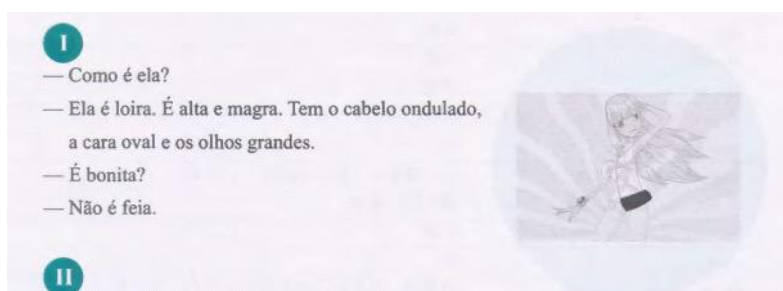 I
— Como é ela?
— Ela é loira. É alta e magra. Tem o cabelo ondulado,
a cara oval e os olhos grandes.
— É bonita?
— Não é feia.
II